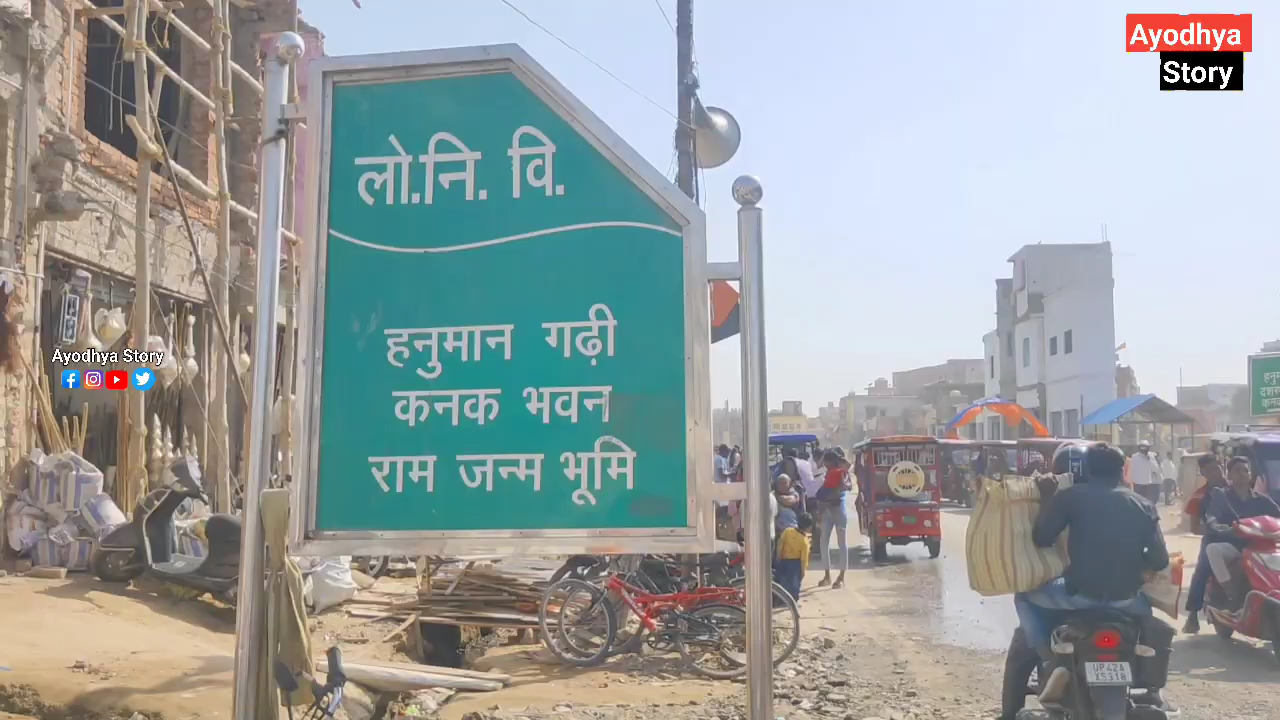 Ayodhya
Story
लो.नि. वि.
हनुमान गढ़ी
कनक भवन
राम जन्म भूमि
Ayodhya Story
UP42A